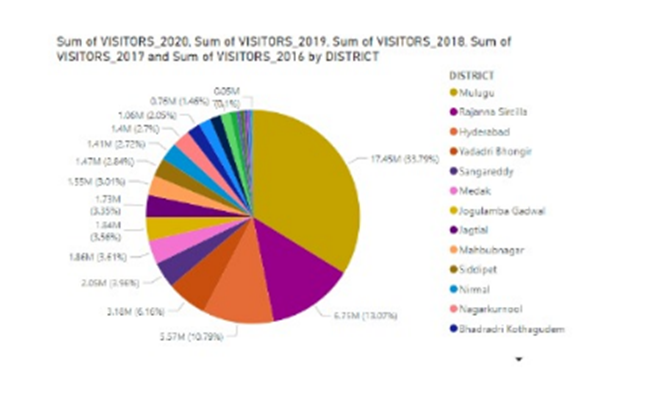 Sum of VISITORS_2020, Sum of VISITORS_2019, Sum of VISITORS_2018, Sum of
VISITORS_2017 and Sum of VISITORS_2016 by DISTRICT
DISTRICT
Mulugu
Rajanna Sircilla
Hyderabad
Yadadri Bhongir
Sangareddy
Medak
Jogulamba Gadwal
Jagtial
Mahbubnagar
Siddipet
Nirmal
Nagarkurnool
Bhadradri Kothagudem
0.05M
0.76M (1.46%)
1.06M (2.05%)
1.4M (2.7%)
1.41M (2.72%)
1.47M (2.84%)
1.55M (3.01%)
1.73M
(3.35%)
1.84M
(3.56%)
1.86M (3.61%)
2.05M (3.96%)
3.18M (6.16%)
5.57M (10.79%)
6.75M (13.07%)
17.45M (33.79%)